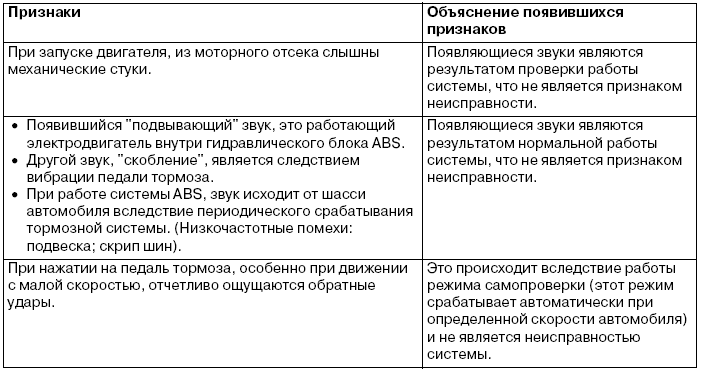 Признаки
Объяснение появившихся
признаков
При запуске двигателя, из моторного отсека слышны
механические стуки.
Появляющиеся звуки являются
результатом проверки работы
системы, что не является признаком
неисправности.
• Появившийся "подвывающий" звук, это работающий
электродвигатель внутри гидравлического блока ABS.
• Другой звук, "скобление", является следствием
вибрации педали тормоза.
• При работе системы ABS, звук исходит от шасси
автомобиля вследствие периодического срабатывания
тормозной системы. (Низкочастотные помехи:
подвеска; скрип шин).
Появляющиеся звуки являются
результатом нормальной работы
системы, что не является признаком
неисправности.
При нажатии на педаль тормоза, особенно при движении
с малой скоростью, отчетливо ощущаются обратные
удары.
Это происходит вследствие работы
режима самопроверки (этот режим
срабатывает автоматически при
определенной скорости автомобиля)
и не является неисправностью
системы.